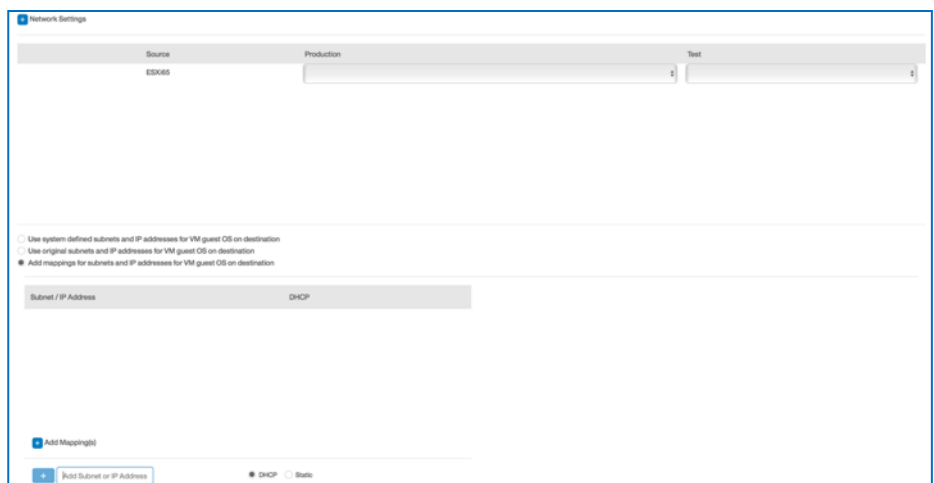 Network Settings
Source Production Test
ESXi65
Use system defined subnets and IP addresses for VM guest OS on destination
Use original subnets and IP addresses for VM guest OS on destination
Add mappings for subnets and IP addresses for VM guest OS on destination
Subnet / IP Address DHCP
Add Mapping(s)
+ Add Subnet or IP Address DHCP Static